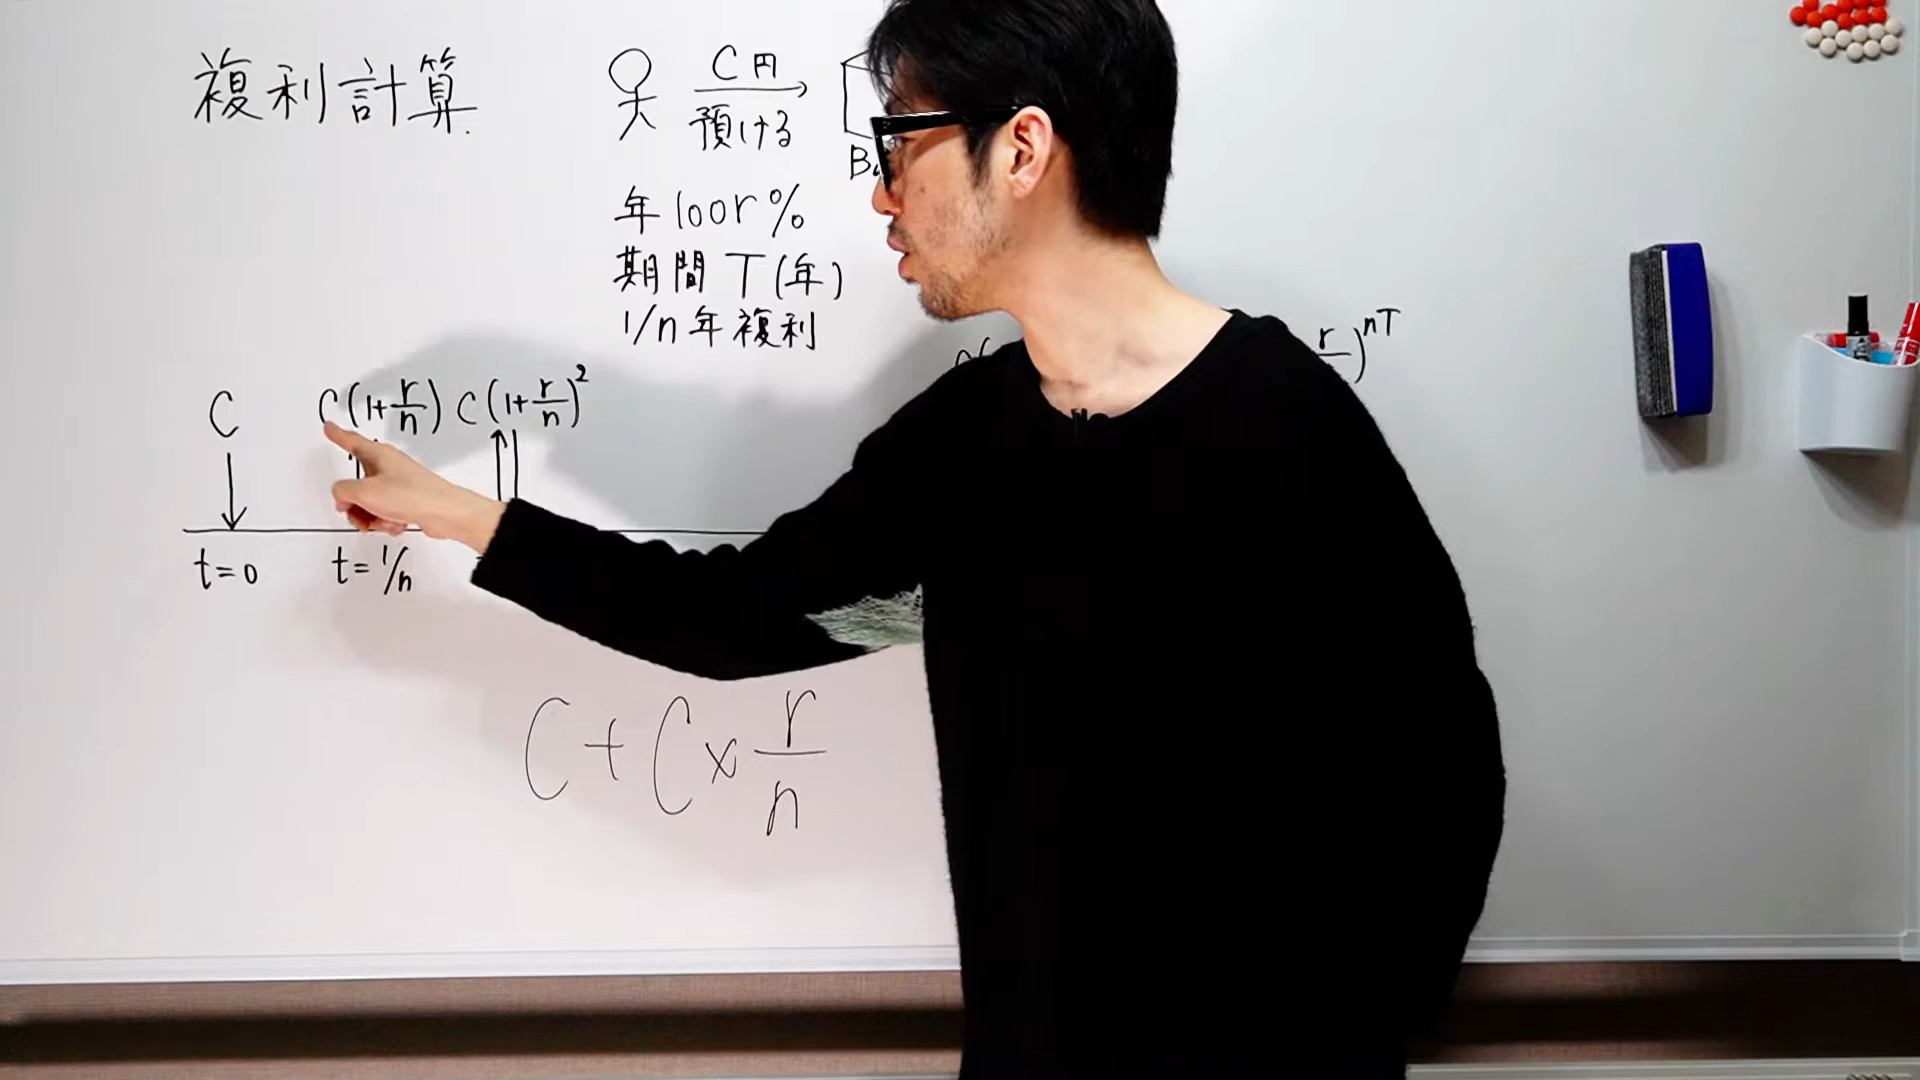 複利計算.
C円
預ける
年100r%
期間T(年)
1/n年複利
r)^nT
C C(1+r/n) C(1+r/n)^2
t=0 t=1/n
C+C×r/n